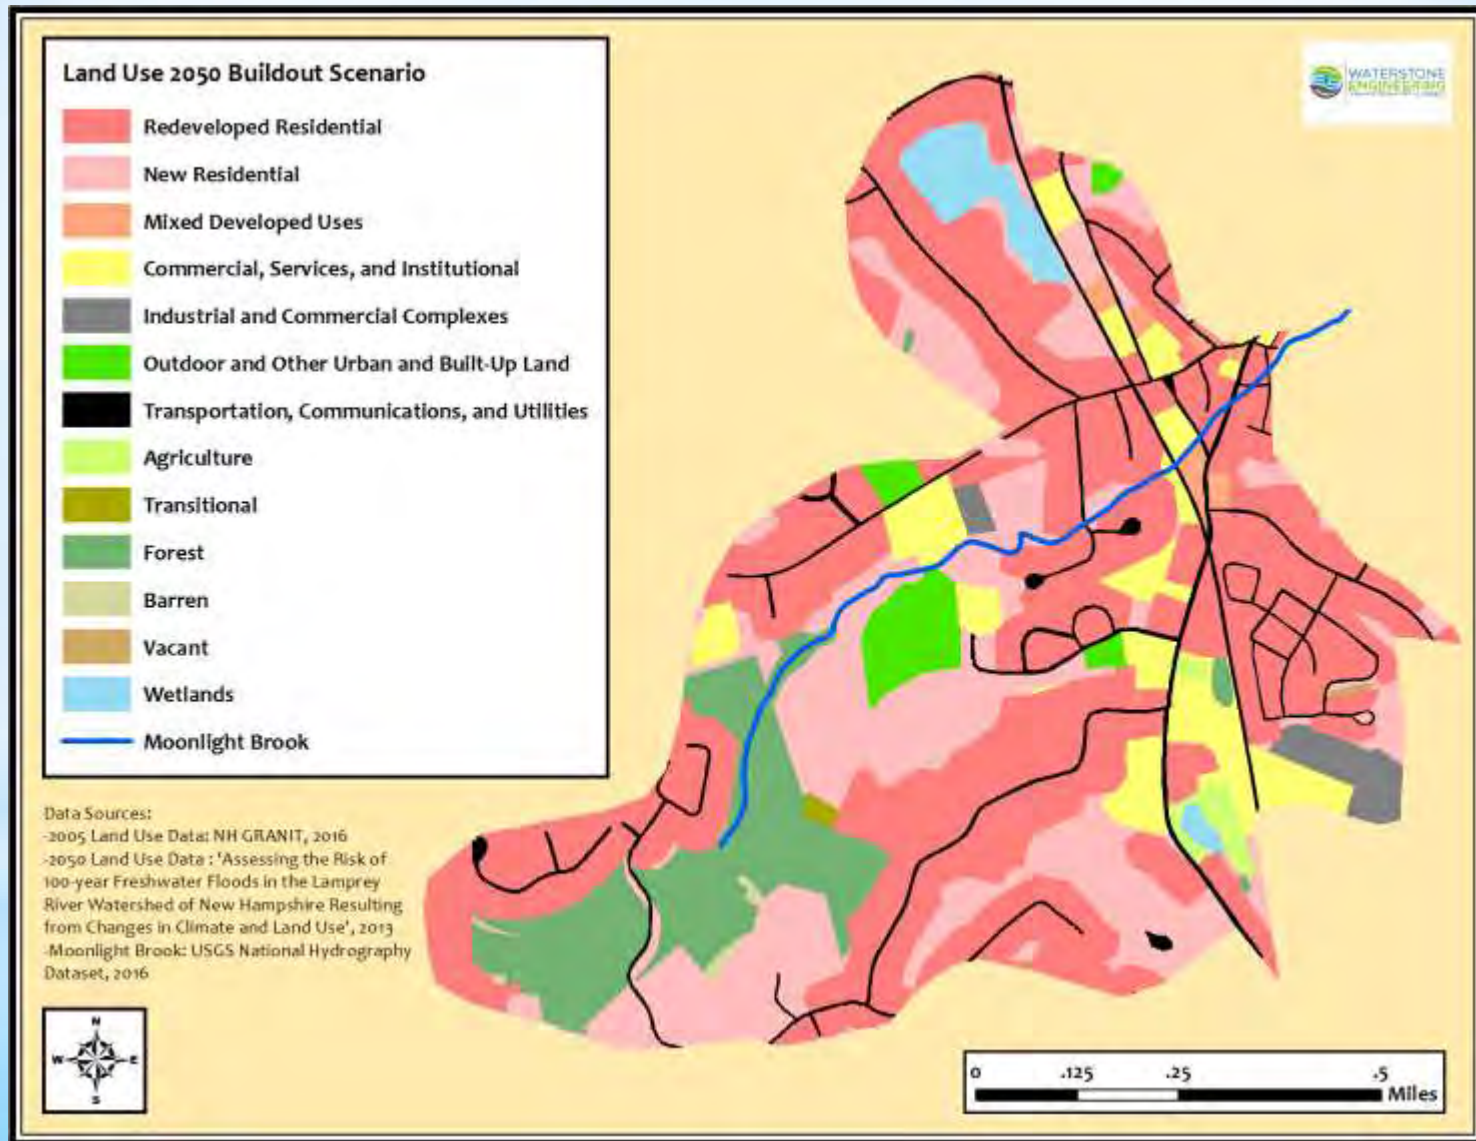 Land Use 2050 Buildout Scenario
Redeveloped Residential
New Residential
Mixed Developed Uses
Commercial, Services, and Institutional
Industrial and Commercial Complexes
Outdoor and Other Urban and Built-Up Land
Transportation, Communications, and Utilities
Agriculture
Transitional
Forest
Barren
Vacant
Wetlands
Moonlight Brook
WATERSTONE
ENGINEERING
Data Sources:
-2005 Land Use Data: NH GRANIT, 2016
-2050 Land Use Data : 'Assessing the Risk of
100-year Freshwater Floods in the Lamprey
River Watershed of New Hampshire Resulting
from Changes in Climate and Land Use', 2013
-Moonlight Brook: USGS National Hydrography
Dataset, 2016
N
W E
S
0 .125 .25 .5
Miles